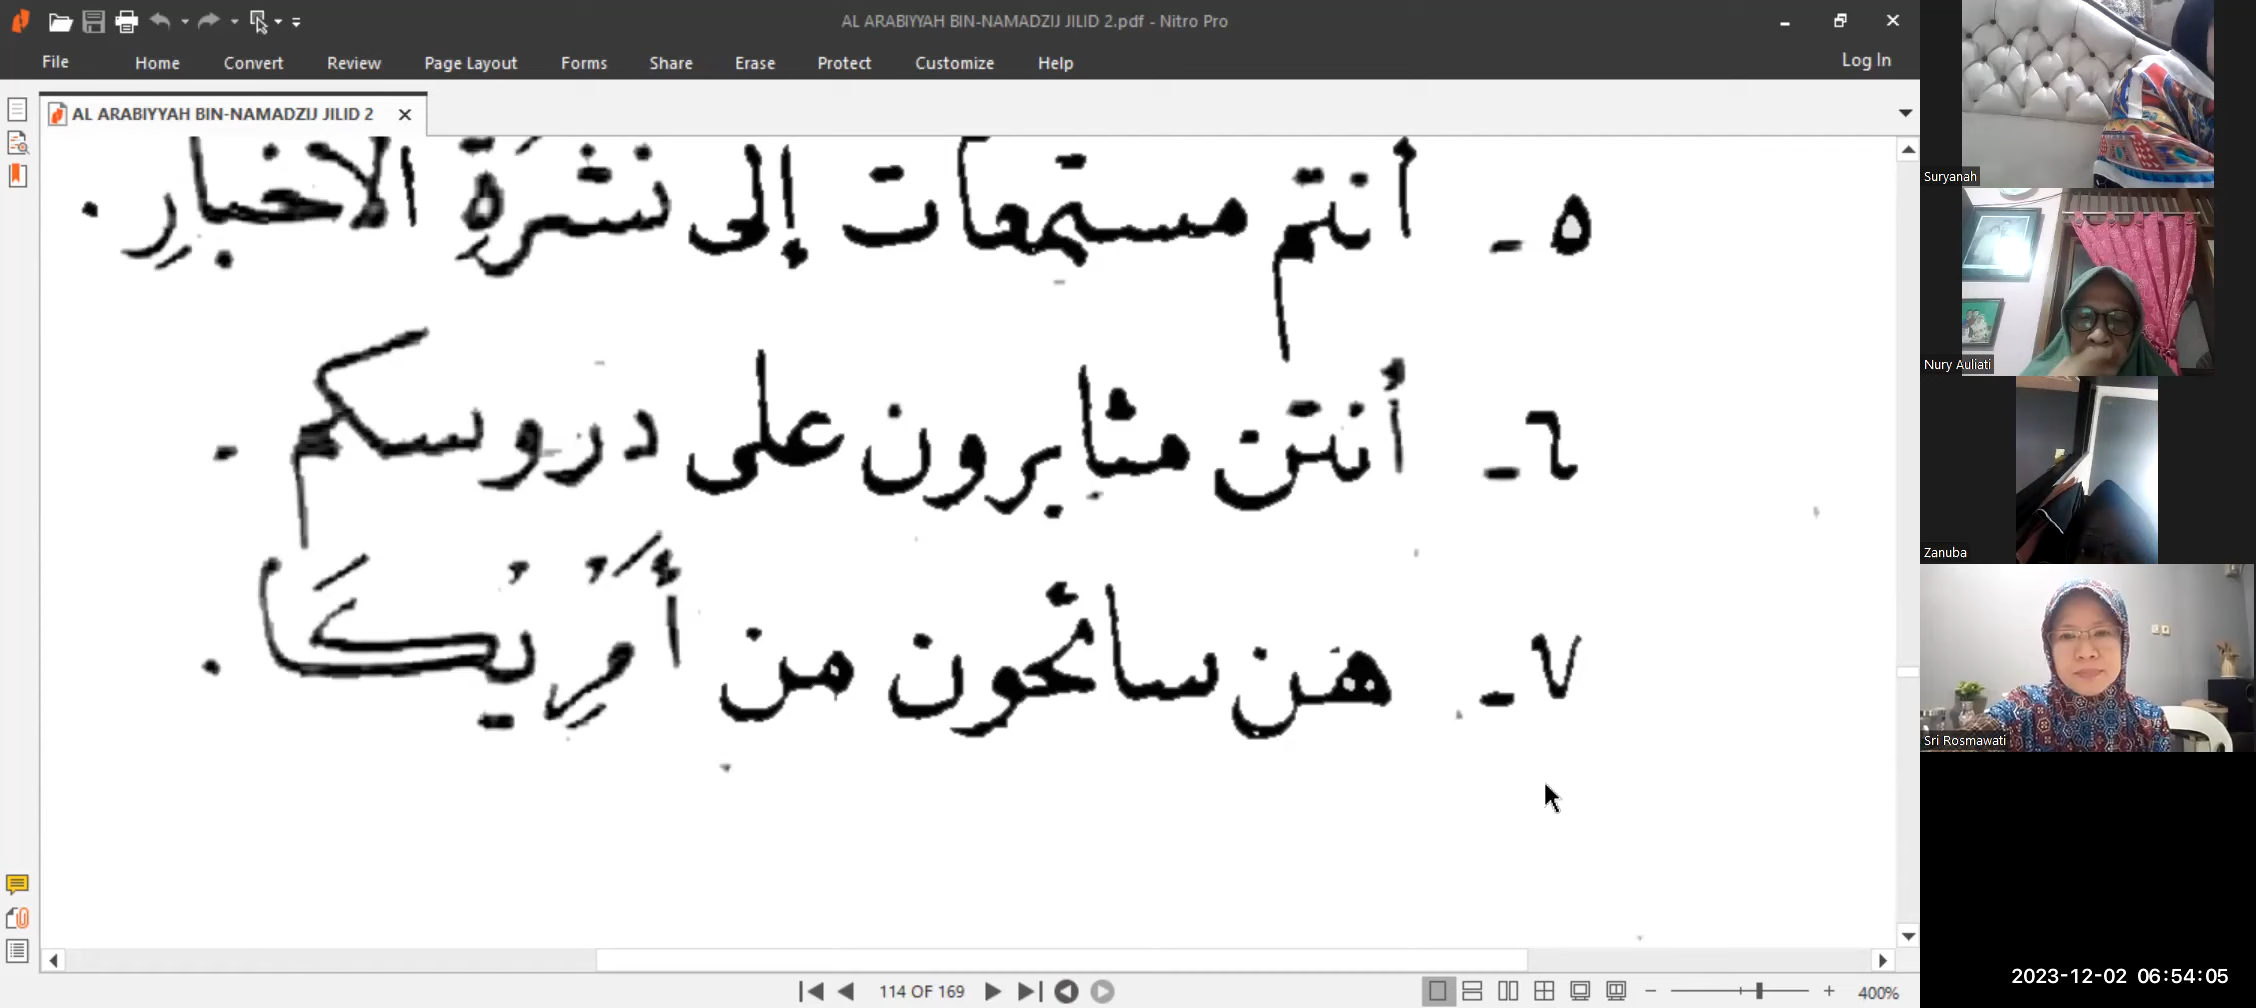 AL ARABIYYAH BIN-NAMADZIJ JILID 2.pdf - Nitro Pro
File Home Convert Review Page Layout Forms Share Erase Protect Customize Help Log In
AL ARABIYYAH BIN-NAMADZIJ JILID 2
٥ - أنتم مستمعات إلى نشرَةِ الاخبارِ .
٦ - أنتن مثابرون على دروسكم .
٧ - هن سائحون من أَمْرِيْكَا .
114 OF 169
400%
Suryanah
Nury Auliati
Zanuba
Sri Rosmawati
2023-12-02 06:54:05